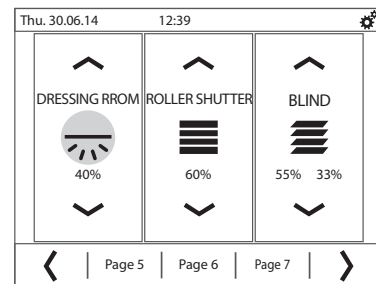 Thu. 30.06.14 12:39
DRESSING RROM ROLLER SHUTTER BLIND
40% 60% 55% 33%
Page 5 Page 6 Page 7